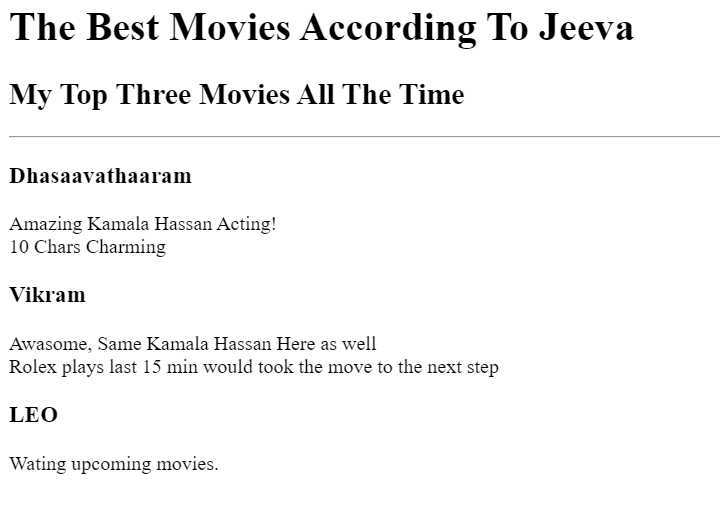 The Best Movies According To Jeeva
My Top Three Movies All The Time
Dhasaavathaaram
Amazing Kamala Hassan Acting!
10 Chars Charming
Vikram
Awasome, Same Kamala Hassan Here as well
Rolex plays last 15 min would took the move to the next step
LEO
Wating upcoming movies.